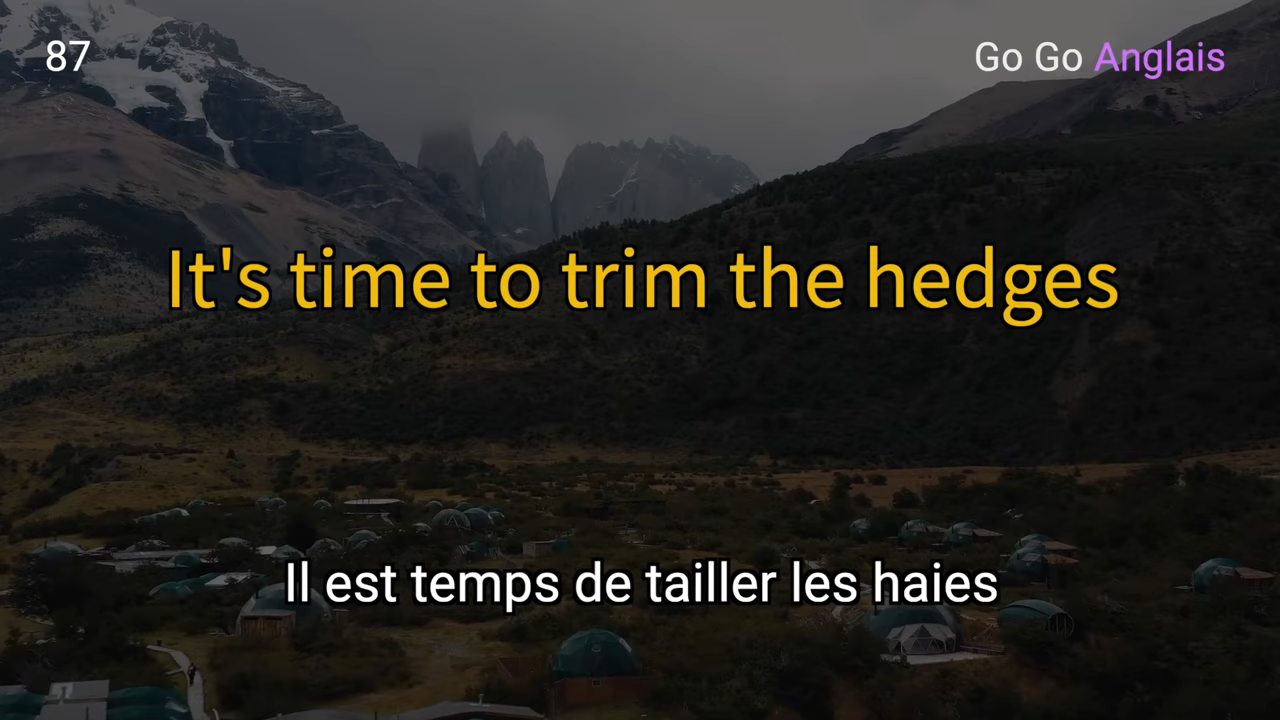 87
Go Go Anglais
It's time to trim the hedges
Il est temps de tailler les haies